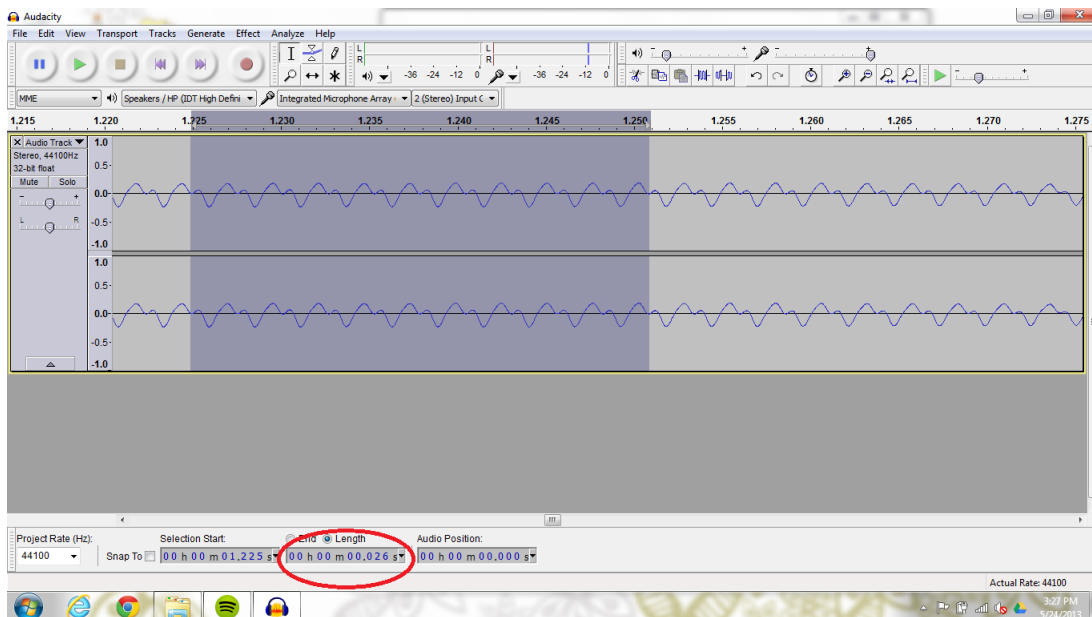 Audacity
File Edit View Transport Tracks Generate Effect Analyze Help
L
R
L
R
-36 -24 -12 0
-36 -24 -12 0
MME
Speakers / HP (IDT High Defini
Integrated Microphone Array
2 (Stereo) Input C
1.215 1.220 1.225 1.230 1.235 1.240 1.245 1.250 1.255 1.260 1.265 1.270 1.275
X Audio Track
Stereo, 44100Hz
32-bit float
Mute Solo
- +
L R
1.0
0.5
0.0
-0.5
-1.0
1.0
0.5
0.0
-0.5
-1.0
Project Rate (Hz): Selection Start: End Length Audio Position:
44100 Snap To 00 h 00 m 01,225 s 00 h 00 m 00,026 s 00 h 00 m 00,000 s
Actual Rate: 44100
3:27 PM
5/24/2013